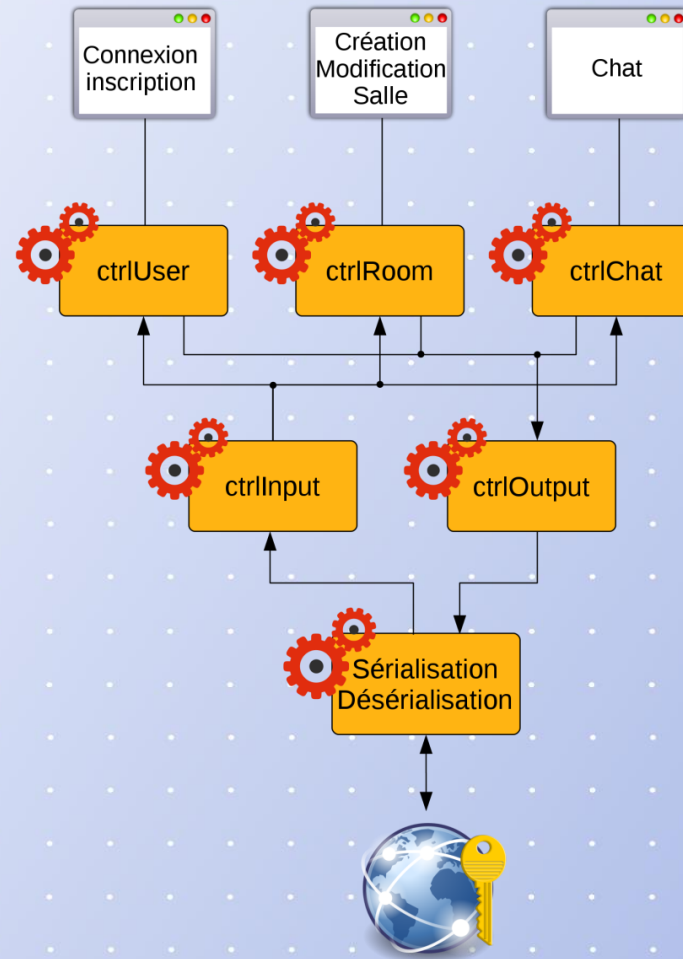 Connexion
inscription
Création
Modification
Salle
Chat
ctrlUser
ctrlRoom
ctrlChat
ctrlInput
ctrlOutput
Sérialisation
Désérialisation